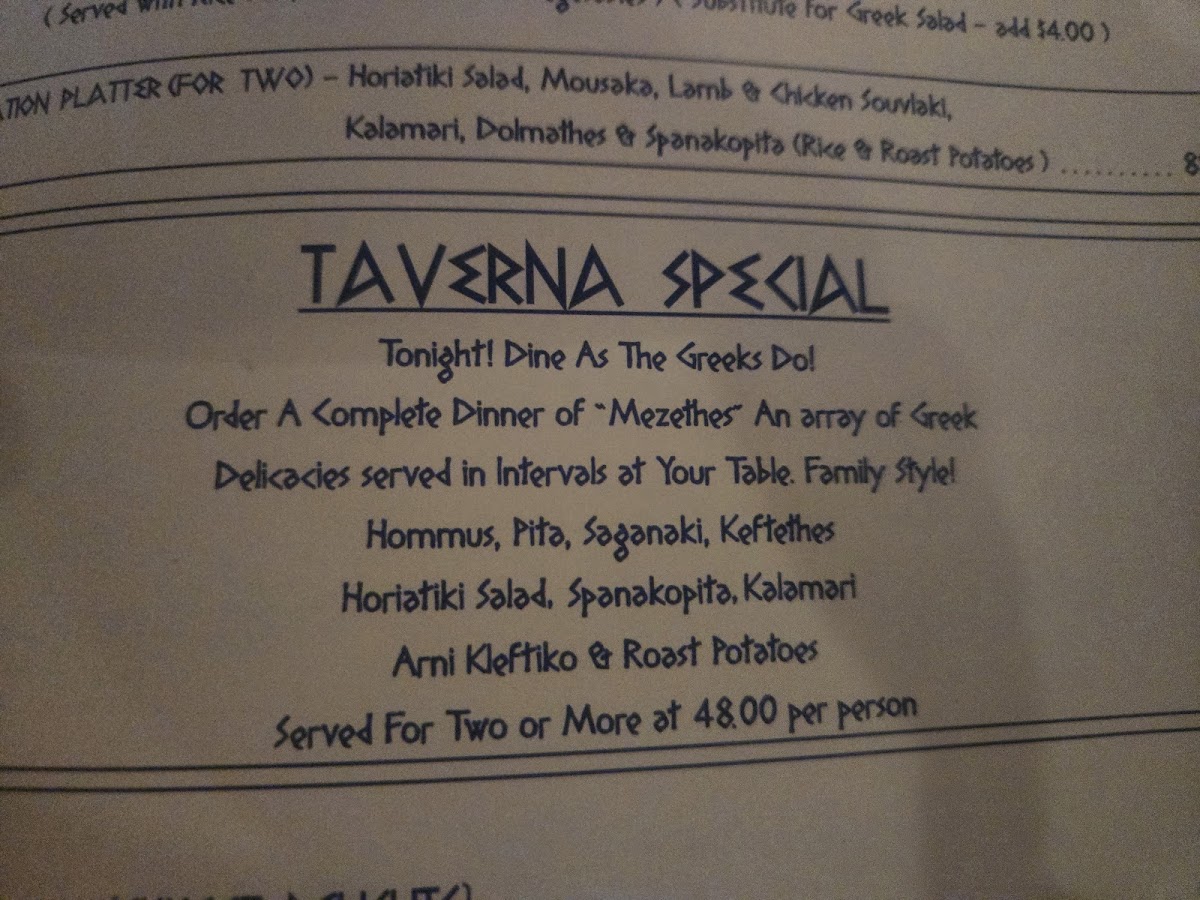 (Served With Rice Substitute for Greek Salad - add $4.00)
PLATTER (FOR TWO) - Horiatiki Salad, Mousaka, Lamb & Chicken Souvlaki,
Kalamari, Dolmathes & Spanakopita (Rice & Roast Potatoes) ..........
TAVERNA SPECIAL
Tonight! Dine As The Greeks Do!
Order A Complete Dinner of "Mezethes" An array of Greek
Delicacies served in Intervals at Your Table. Family Style!
Hommus, Pita, Saganaki, Keftethes
Horiatiki Salad, Spanakopita, Kalamari
Arni Kleftiko & Roast Potatoes
Served For Two or More at 48.00 per person